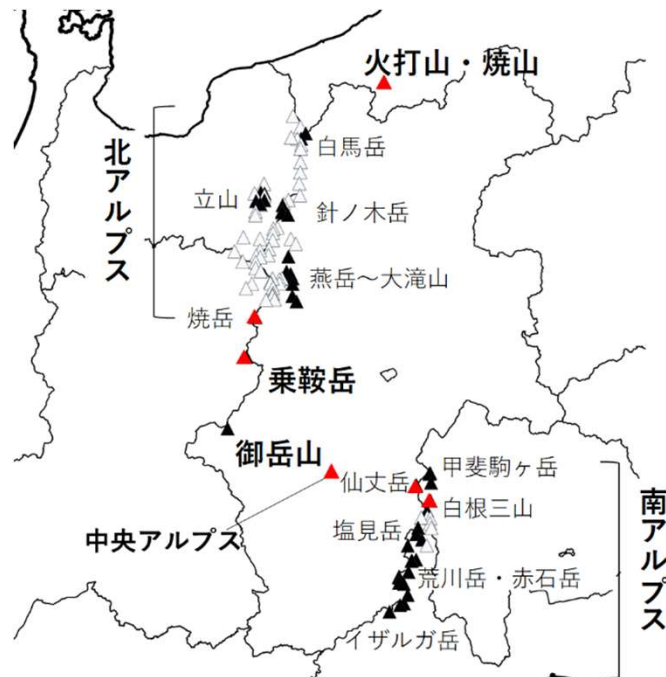 火打山・焼山
白馬岳
北アルプス
立山
針ノ木岳
燕岳～大滝山
焼岳
乗鞍岳
御岳山
甲斐駒ヶ岳
仙丈岳
白根三山
南アルプス
塩見岳
中央アルプス
荒川岳・赤石岳
イザルガ岳